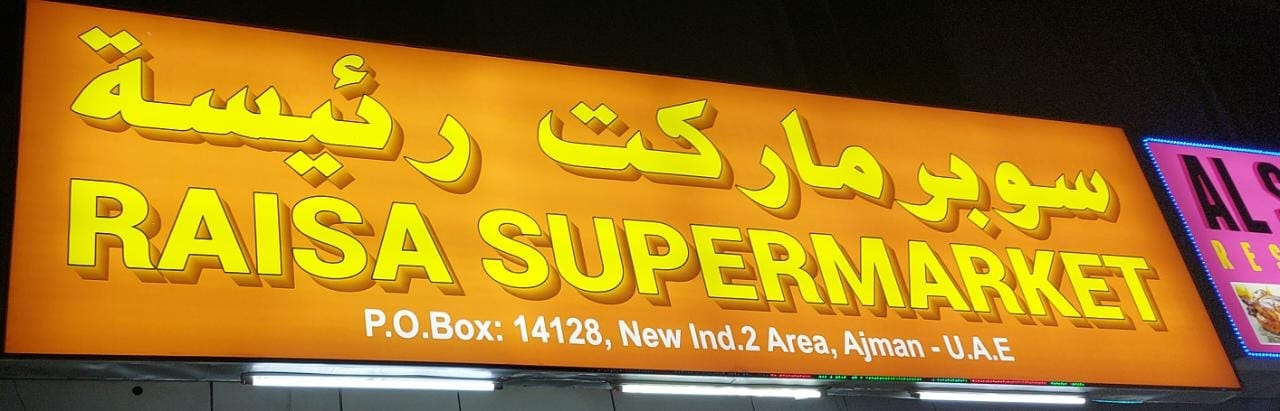 سوبرماركت رئيسة
RAISA SUPERMARKET
P.O.Box: 14128, New Ind.2 Area, Ajman - U.A.E
AL